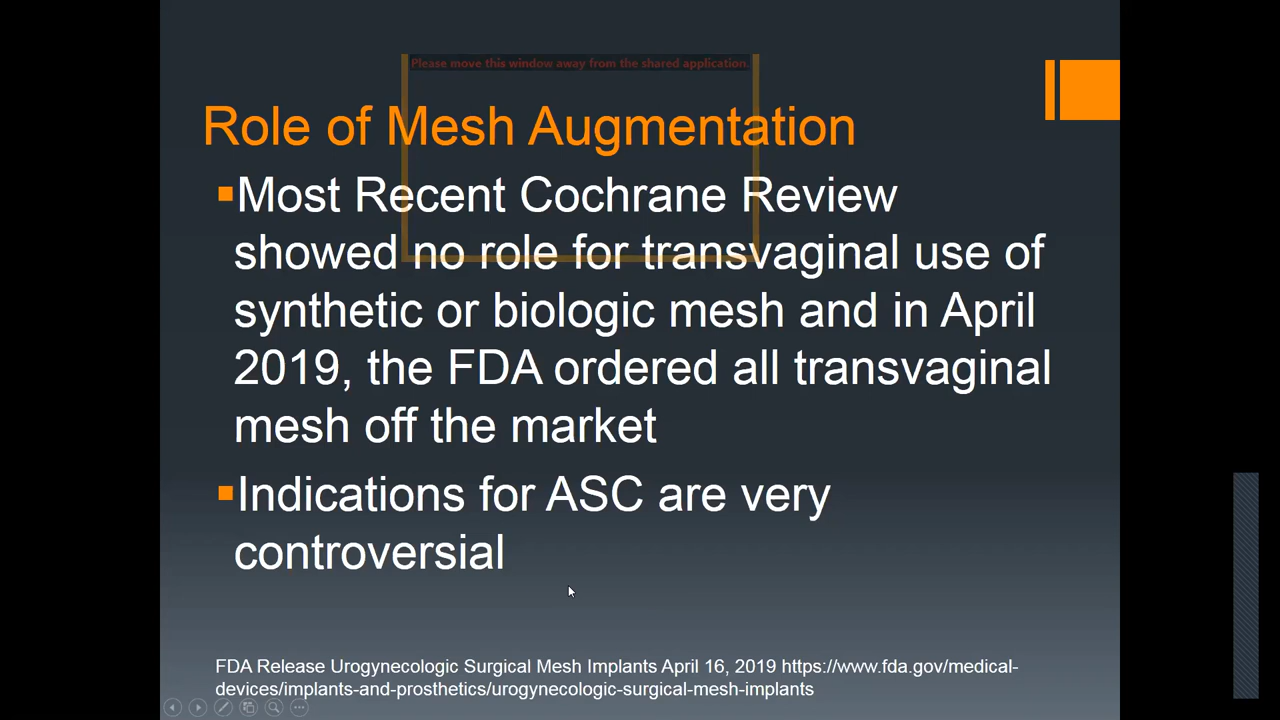 Please move this window away from the shared application.
Role of Mesh Augmentation
Most Recent Cochrane Review
showed no role for transvaginal use of
synthetic or biologic mesh and in April
2019, the FDA ordered all transvaginal
mesh off the market
Indications for ASC are very
controversial
FDA Release Urogynecologic Surgical Mesh Implants April 16, 2019 https://www.fda.gov/medical-
devices/implants-and-prosthetics/urogynecologic-surgical-mesh-implants